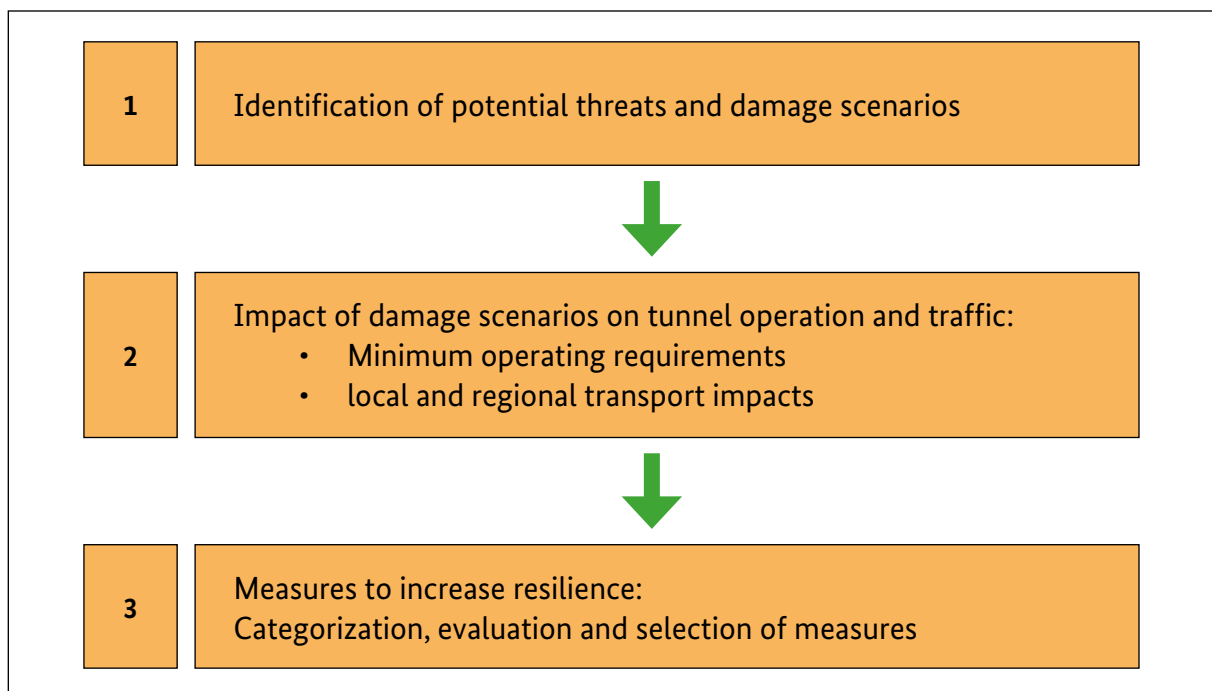 1
Identification of potential threats and damage scenarios
2
Impact of damage scenarios on tunnel operation and traffic:
• Minimum operating requirements
• local and regional transport impacts
3
Measures to increase resilience:
Categorization, evaluation and selection of measures